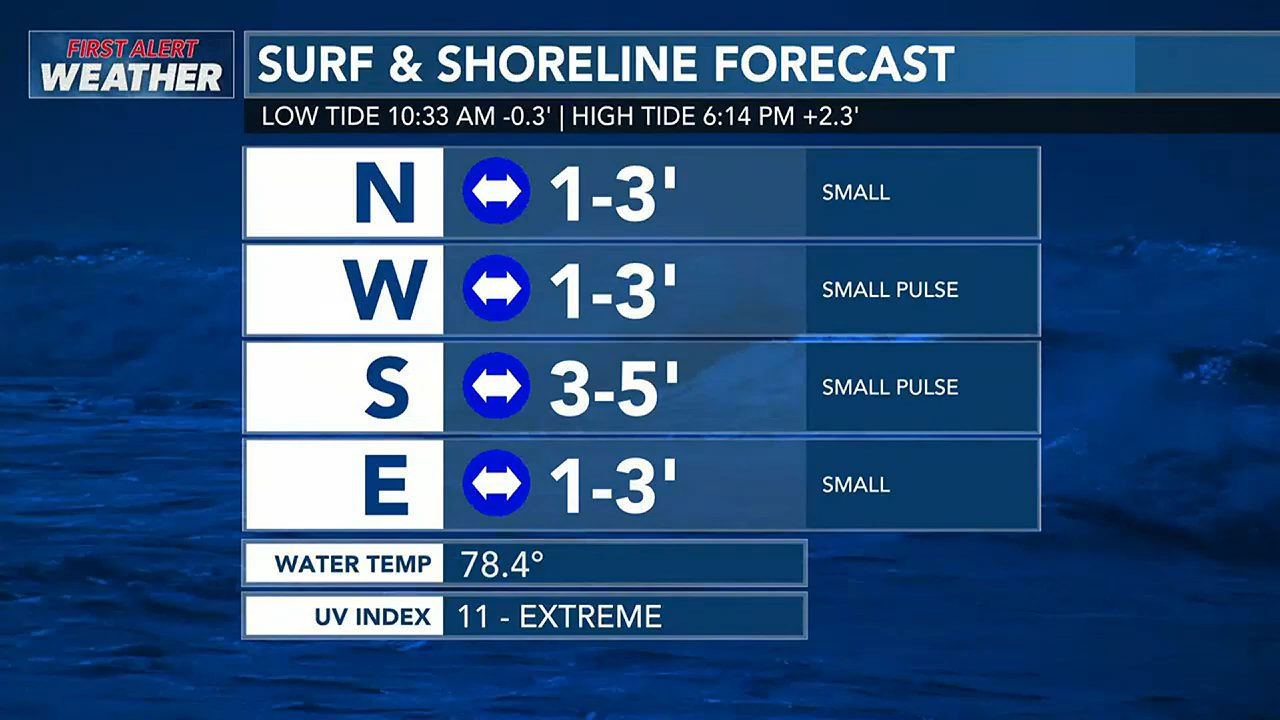 FIRST ALERT
WEATHER
SURF & SHORELINE FORECAST
LOW TIDE 10:33 AM -0.3' | HIGH TIDE 6:14 PM +2.3'
N 1-3' SMALL
W 1-3' SMALL PULSE
S 3-5' SMALL PULSE
E 1-3' SMALL
WATER TEMP 78.4°
UV INDEX 11 - EXTREME